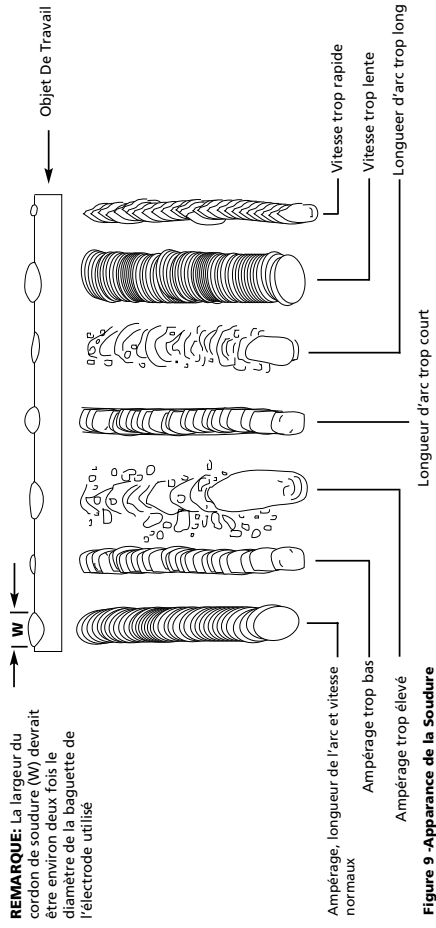 REMARQUE: La largeur du
cordon de soudure (W) devrait
être environ deux fois le
diamètre de la baguette de
l'électrode utilisé
W
Objet De Travail
Ampérage, longueur de l'arc et vitesse
normaux
Ampérage trop bas
Ampérage trop élevé
Longueur d'arc trop court
Vitesse trop rapide
Vitesse trop lente
Longueer d'arc trop long
Figure 9 -Apparance de la Soudure